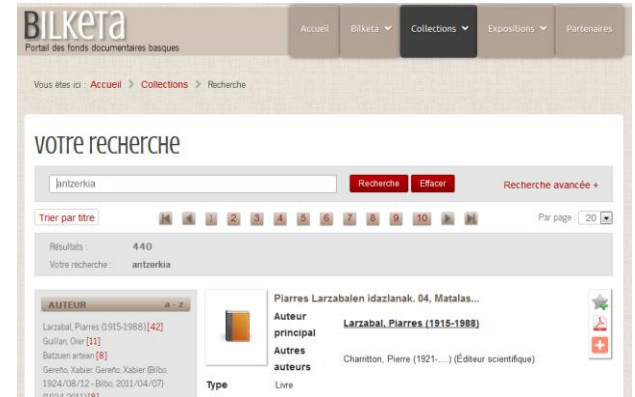 BILKETA
Portail des fonds documentaires basques
Accueil
Bilketa
Collections
Expositions
Partenaires
Vous êtes ici : Accueil > Collections > Recherche
votre recherche
antzerkia
Recherche
Effacer
Recherche avancée +
Trier par titre
1 2 3 4 5 6 7 8 9 10
Par page : 20
Résultats : 440
Votre recherche : antzerkia
AUTEUR a - z
Larzabal, Piarres (1915-1988) [42]
Guillan, Oier [11]
Batzuen artean [8]
Gereño, Xabier. Gereño, Xabier (Bilbo,
1924/08/12 - Bilbo, 2011/04/07)
(1924-2011) [8]
Piarres Larzabalen idazlanak. 04, Matalas...
Auteur principal
Larzabal, Piarres (1915-1988)
Autres auteurs
Charritton, Pierre (1921-....) (Éditeur scientifique)
Type
Livre